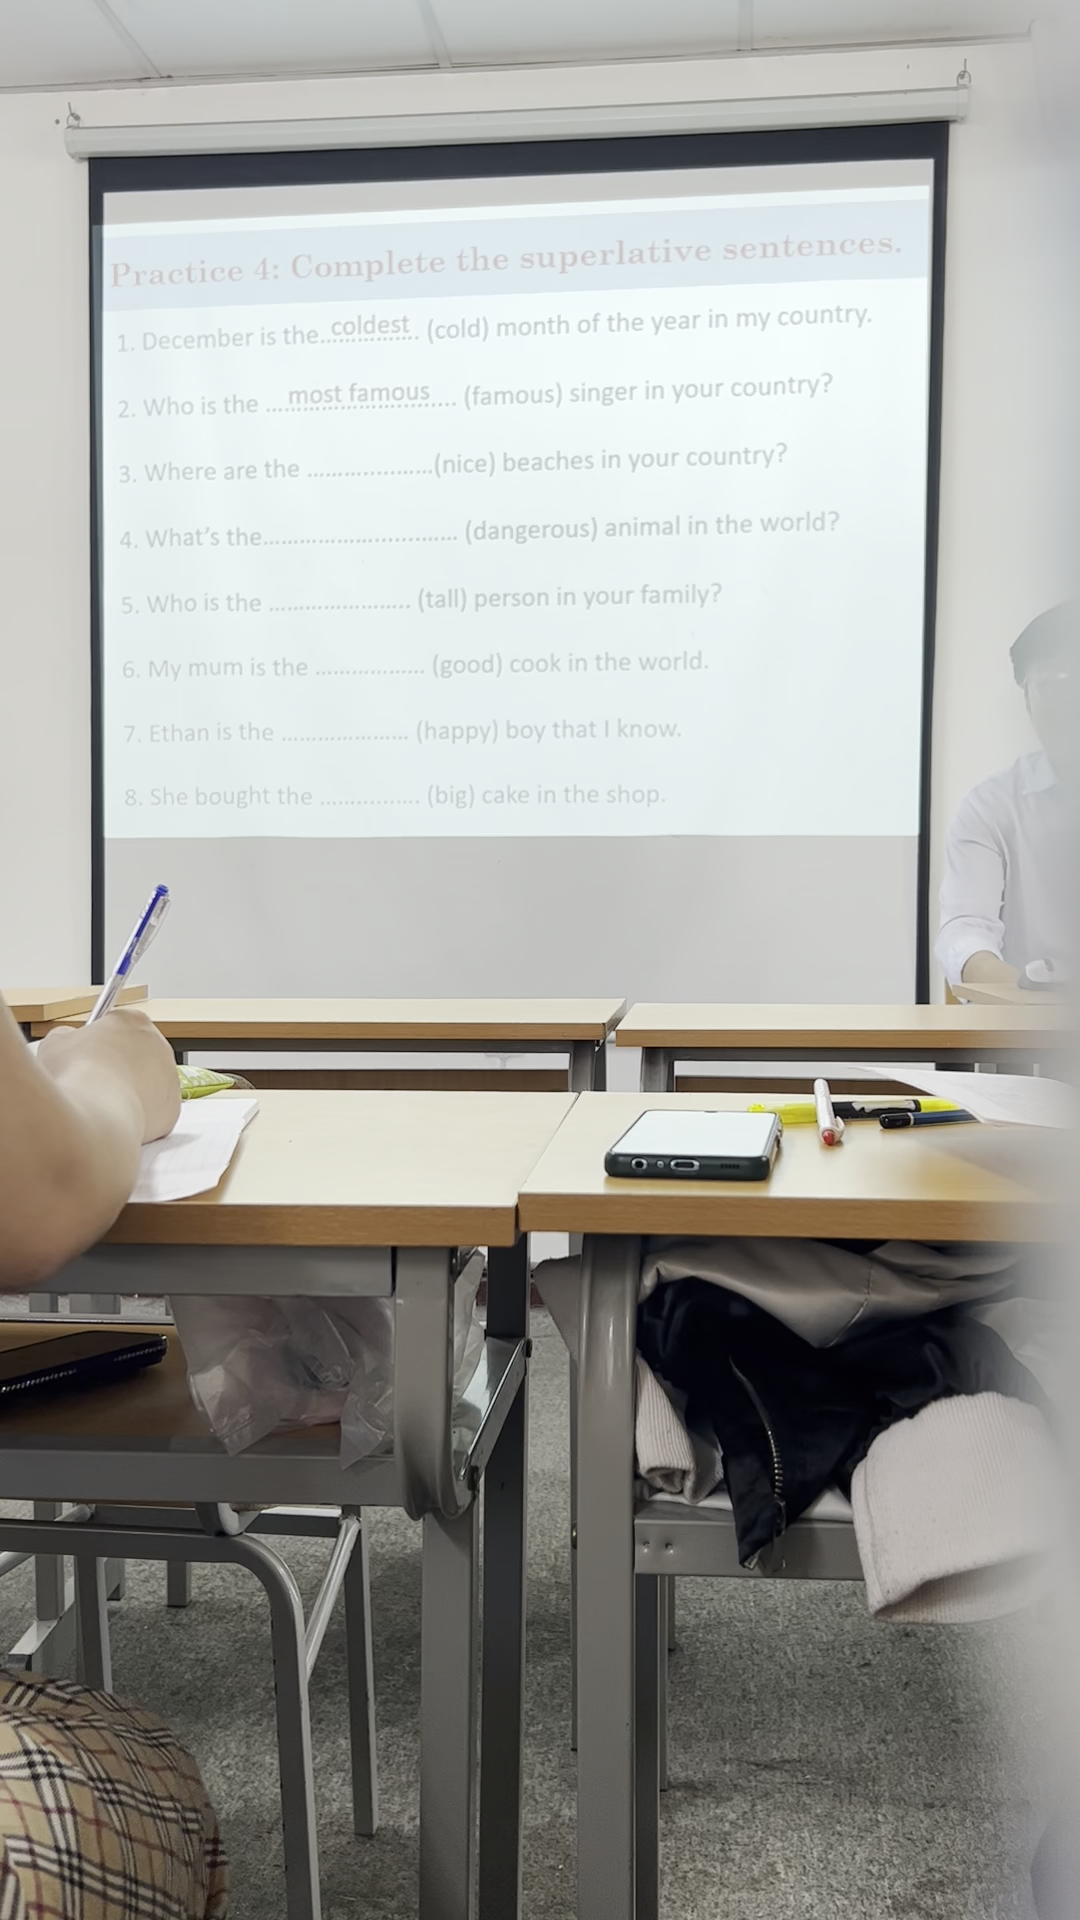 Practice 4: Complete the superlative sentences.
1. December is the..coldest.. (cold) month of the year in my country.
2. Who is the ...most famous.... (famous) singer in your country?
3. Where are the ....................(nice) beaches in your country?
4. What's the............................... (dangerous) animal in the world?
5. Who is the ....................... (tall) person in your family?
6. My mum is the .................. (good) cook in the world.
7. Ethan is the .................... (happy) boy that I know.
8. She bought the ................ (big) cake in the shop.